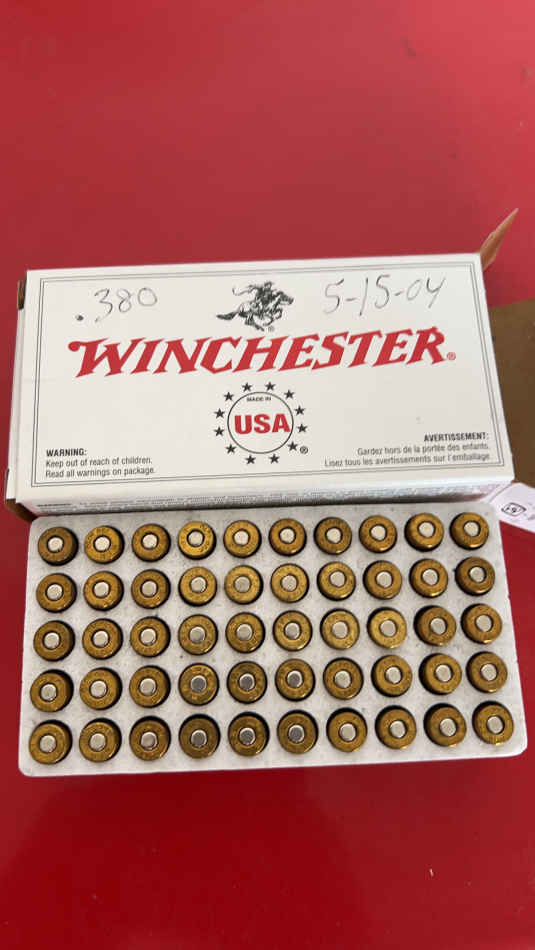 .380
5-15-04
WINCHESTER®
MADE IN
USA
®
WARNING:
Keep out of reach of children.
Read all warnings on package.
AVERTISSEMENT:
Gardez hors de la portée des enfants.
Lisez tous les avertissements sur l'emballage.